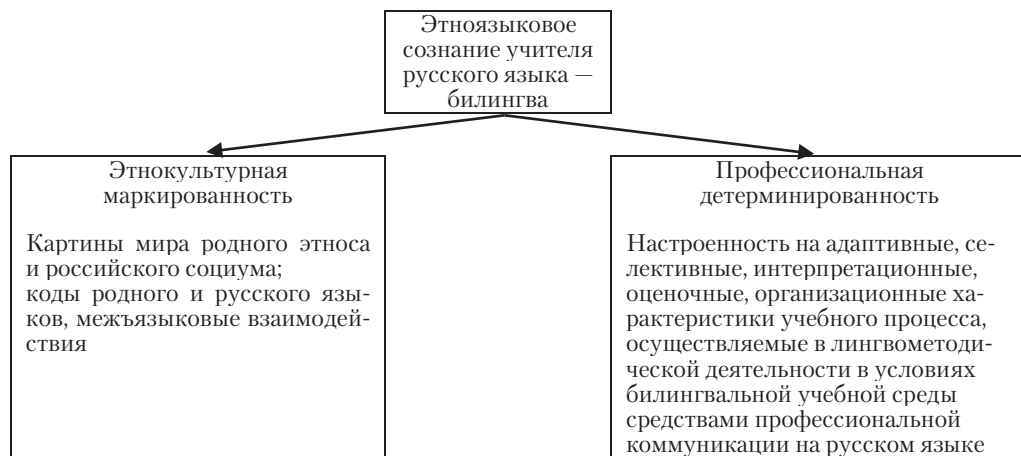 Этноязыковое
сознание учителя
русского языка —
билингва
Этнокультурная
маркированность
Картины мира родного этноса
и российского социума;
коды родного и русского язы-
ков, межъязыковые взаимодей-
ствия
Профессиональная
детерминированность
Настроенность на адаптивные, се-
лективные, интерпретационные,
оценочные, организационные ха-
рактеристики учебного процесса,
осуществляемые в лингвометоди-
ческой деятельности в условиях
билингвальной учебной среды
средствами профессиональной
коммуникации на русском языке